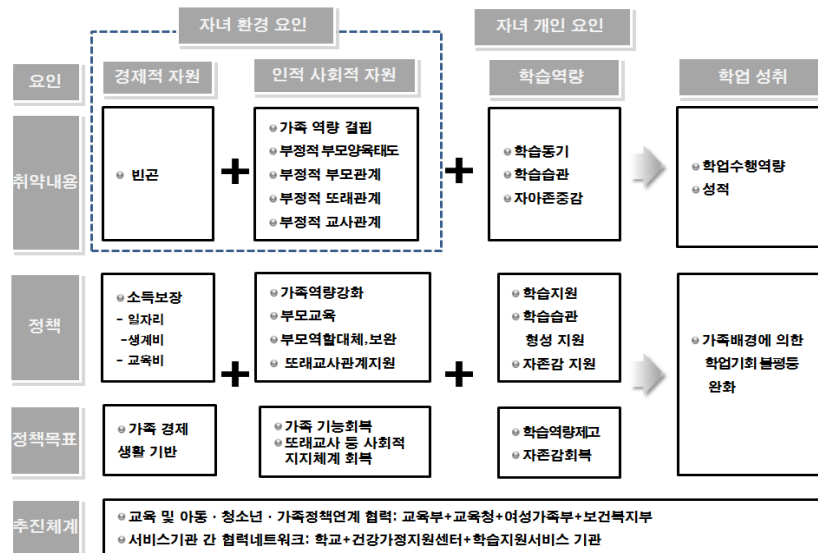 자녀 환경 요인
자녀 개인 요인
요인
경제적 자원
인적 사회적 자원
학습역량
학업 성취
취약내용
빈곤
가족 역량 결핍
부정적 부모양육태도
부정적 부모관계
부정적 또래관계
부정적 교사관계
학습동기
학습습관
자아존중감
학업수행역량
성적
정책
소득보장
- 일자리
-생계비
- 교육비
가족역량강화
부모교육
부모역할대체,보완
또래교사관계지원
학습지원
학습습관
형성 지원
자존감 지원
가족배경에 의한
학업기회 불평등
완화
정책목표
가족 경제
생활 기반
가족 기능회복
또래교사 등 사회적
지지체계 회복
학습역량제고
자존감회복
추진체계
교육 및 아동 · 청소년 · 가족정책연계 협력: 교육부+교육청+여성가족부+보건복지부
서비스기관 간 협력네트워크: 학교+건강가정지원센터+학습지원서비스 기관